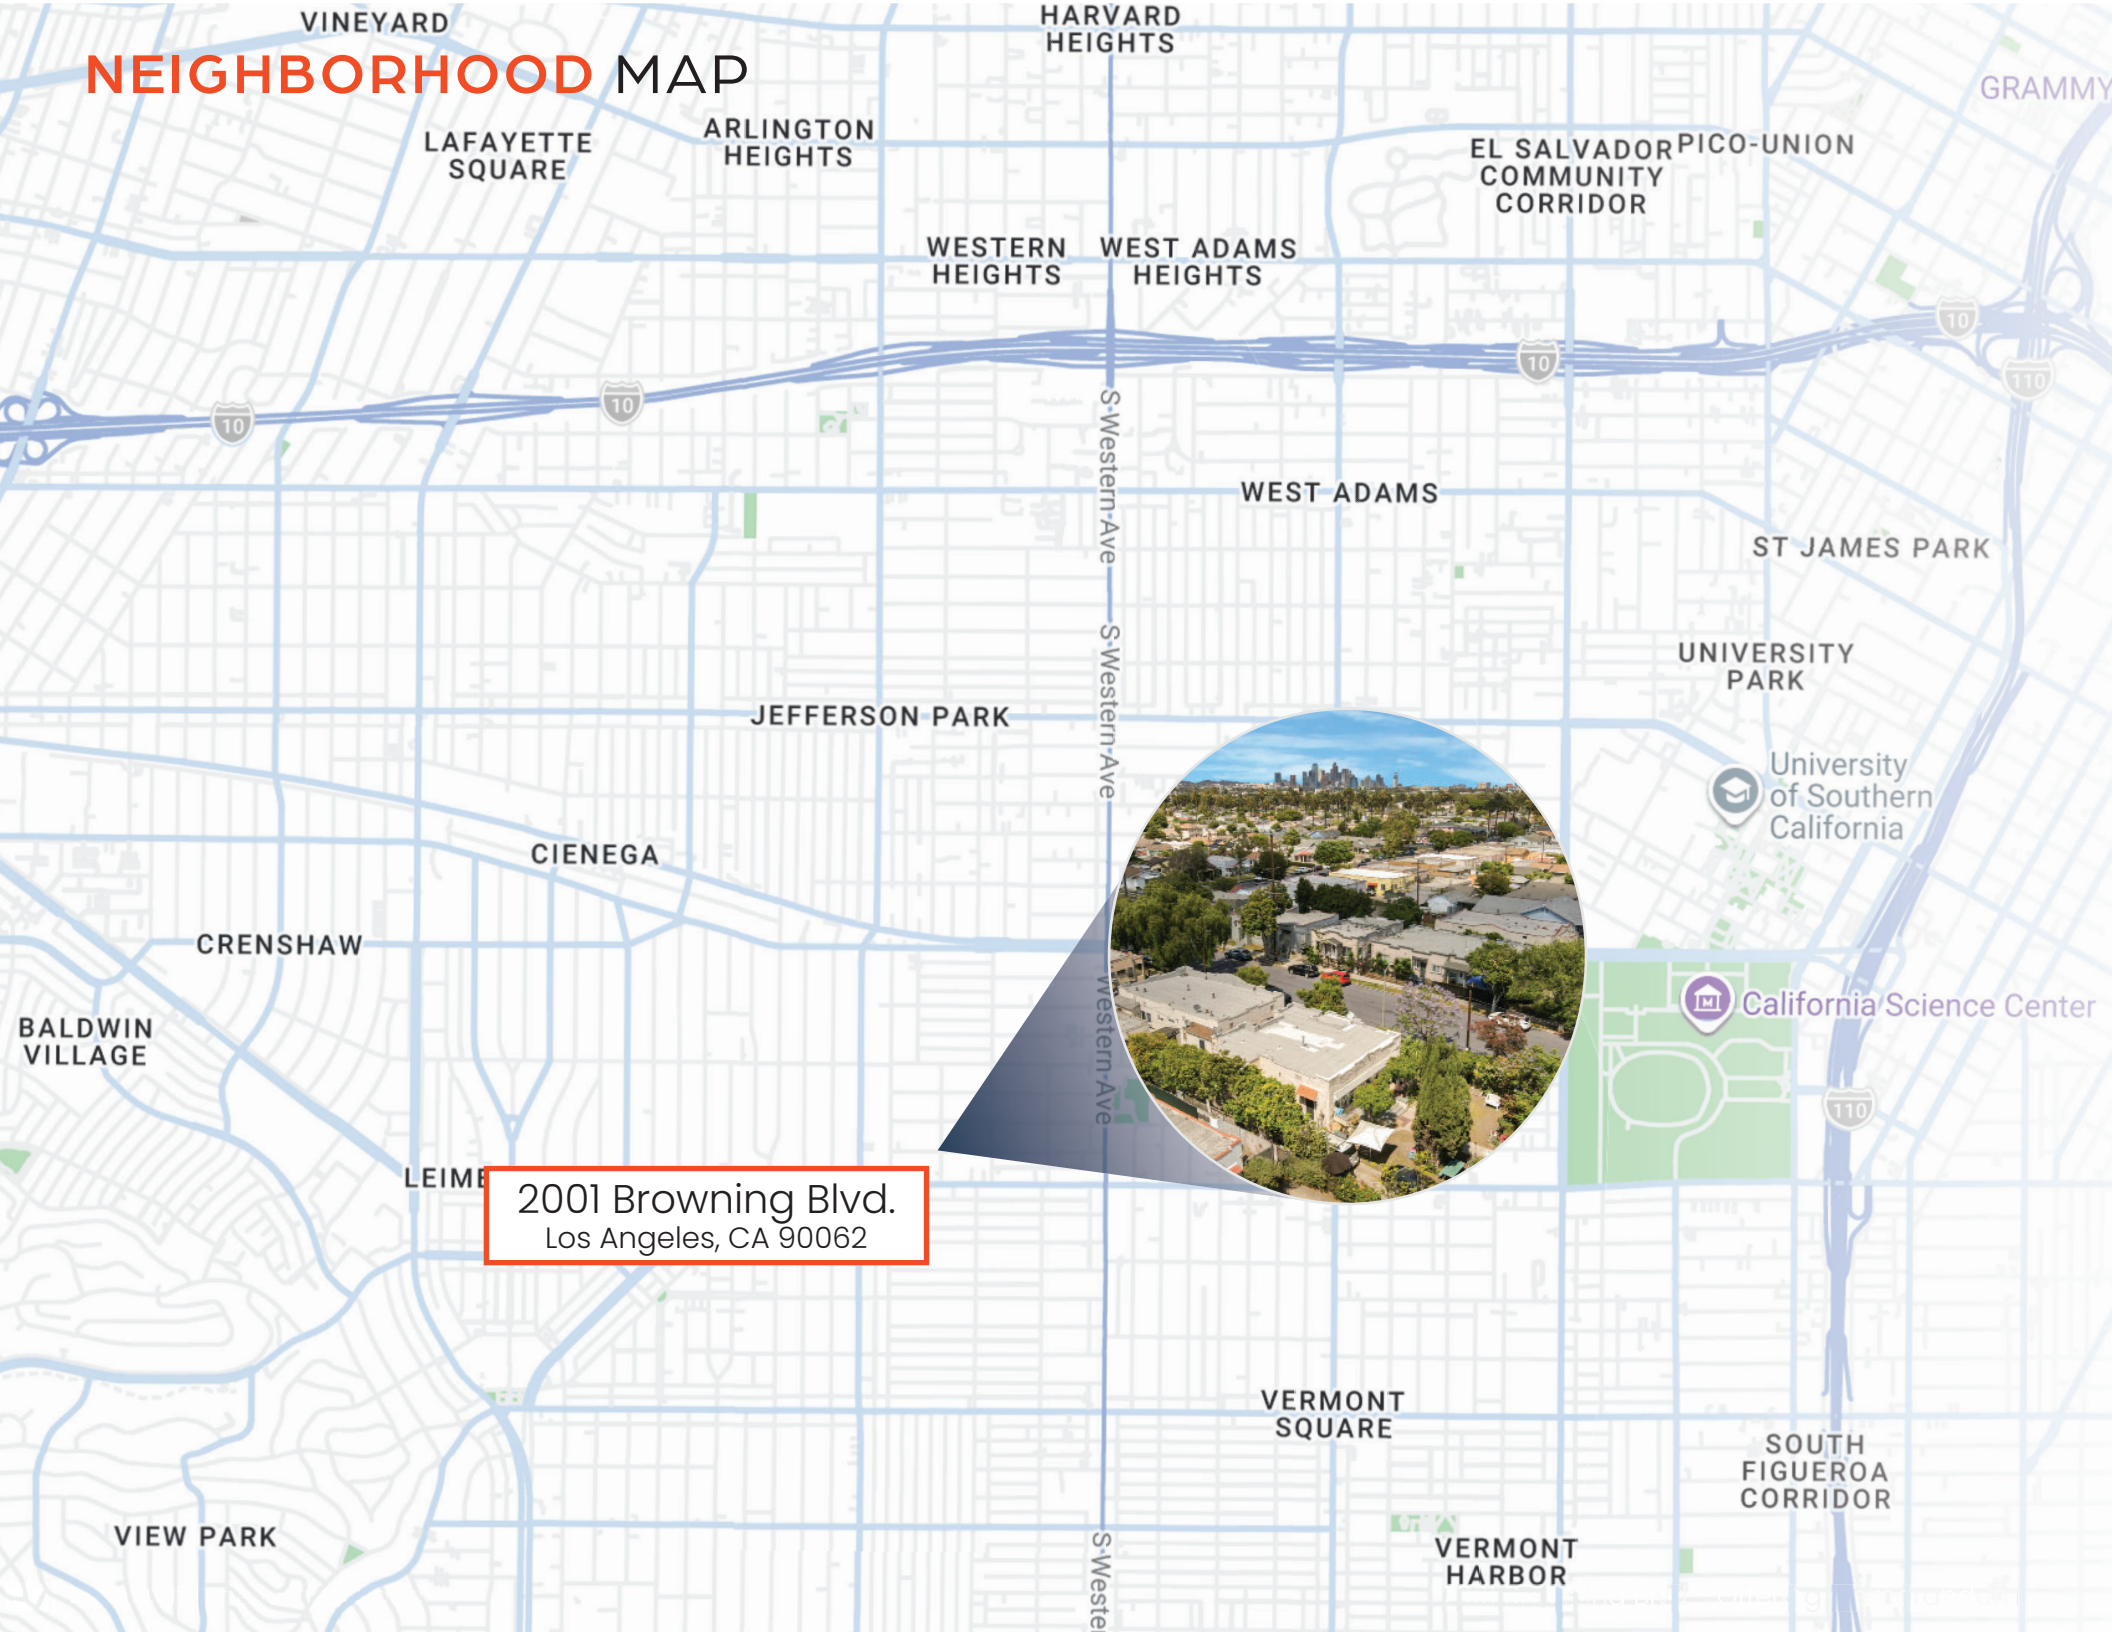 VINEYARD
HARVARD
HEIGHTS
NEIGHBORHOOD MAP
GRAMMY
LAFAYETTE
SQUARE
ARLINGTON
HEIGHTS
EL SALVADOR
COMMUNITY
CORRIDOR
PICO-UNION
WESTERN
HEIGHTS
WEST ADAMS
HEIGHTS
10
10
10
10
110
S Western Ave
WEST ADAMS
ST JAMES PARK
S Western Ave
UNIVERSITY
PARK
JEFFERSON PARK
University
of Southern
California
CIENEGA
CRENSHAW
California Science Center
Western Ave
BALDWIN
VILLAGE
110
LEIME
2001 Browning Blvd.
Los Angeles, CA 90062
VERMONT
SQUARE
SOUTH
FIGUEROA
CORRIDOR
VIEW PARK
VERMONT
HARBOR
S Weste